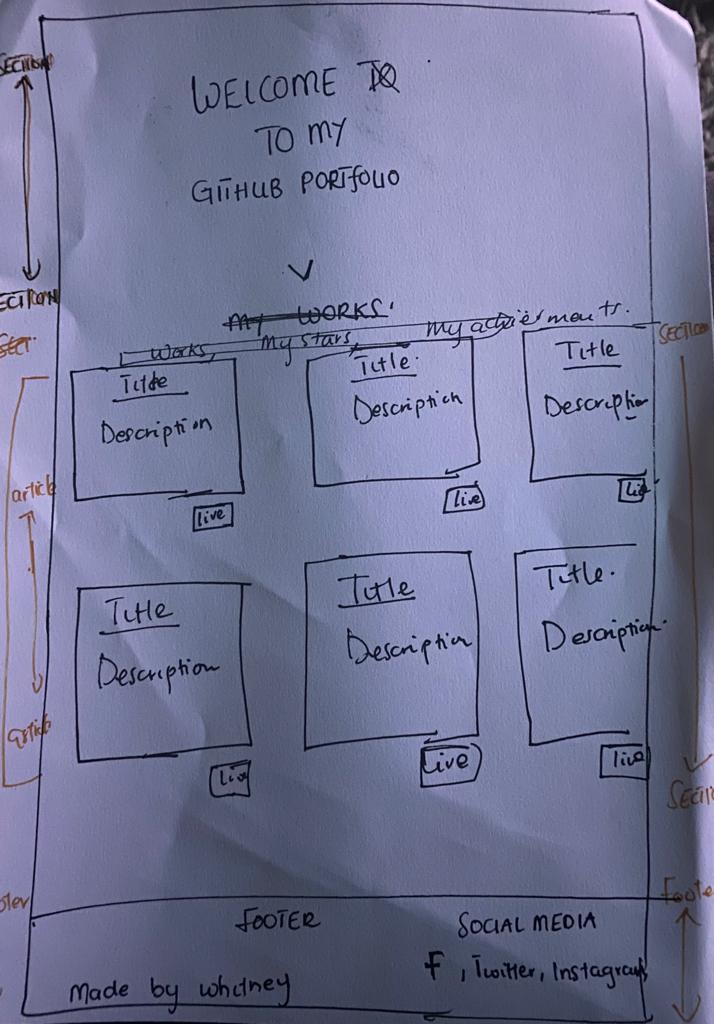 SECTION
WELCOME TO
TO MY
GITHUB PORTFOLIO
SECTION
MY WORKS.
SECT.
Works, My stars, My achievements.
SECTION
Title
Description
live
Title.
Description
live
Title
Description
live
article
article
Title
Description
live
Title
Description
Live
Title.
Description.
live
SECTI
oter
Footer
FOOTER
SOCIAL MEDIA
Made by whitney
F, Twitter, Instagram